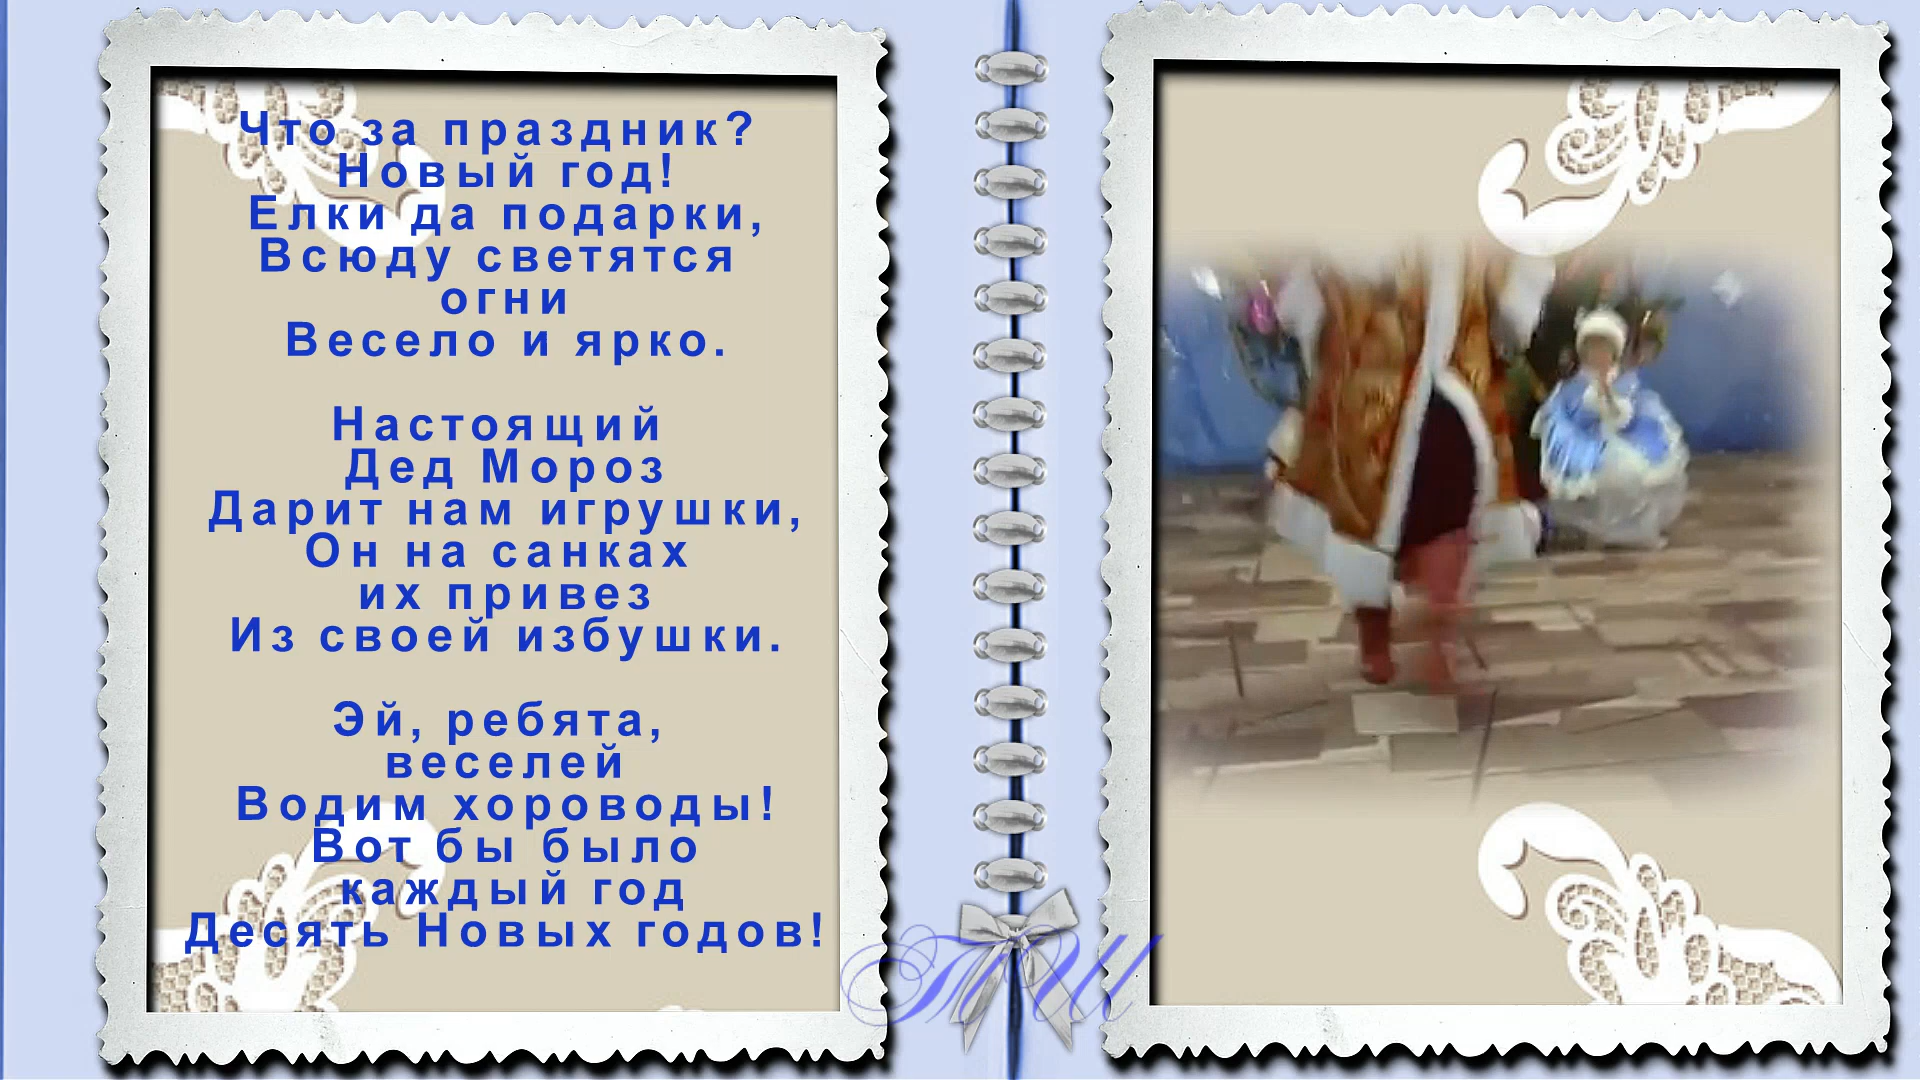 Что за праздник?
Новый год!
Елки да подарки,
Всюду светятся
огни
Весело и ярко.
Настоящий
Дед Мороз
Дарит нам игрушки,
Он на санках
их привез
Из своей избушки.
Эй, ребята,
веселей
Водим хороводы!
Вот бы было
каждый год
Десять Новых годов!